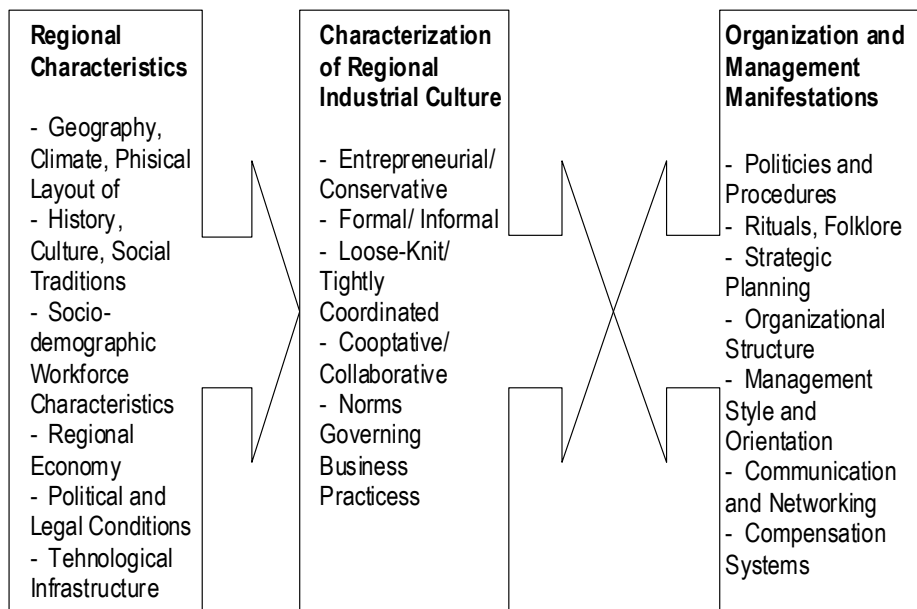 Regional
Characteristics
- Geography,
Climate, Phisical
Layout of
- History,
Culture, Social
Traditions
- Socio-
demographic
Workforce
Characteristics
- Regional
Economy
- Political and
Legal Conditions
- Tehnological
Infrastructure
Characterization
of Regional
Industrial Culture
- Entrepreneurial/
Conservative
- Formal/ Informal
- Loose-Knit/
Tightly
Coordinated
- Cooptative/
Collaborative
- Norms
Governing
Business
Practicess
Organization and
Management
Manifestations
- Politicies and
Procedures
- Rituals, Folklore
- Strategic
Planning
- Organizational
Structure
- Management
Style and
Orientation
- Communication
and Networking
- Compensation
Systems